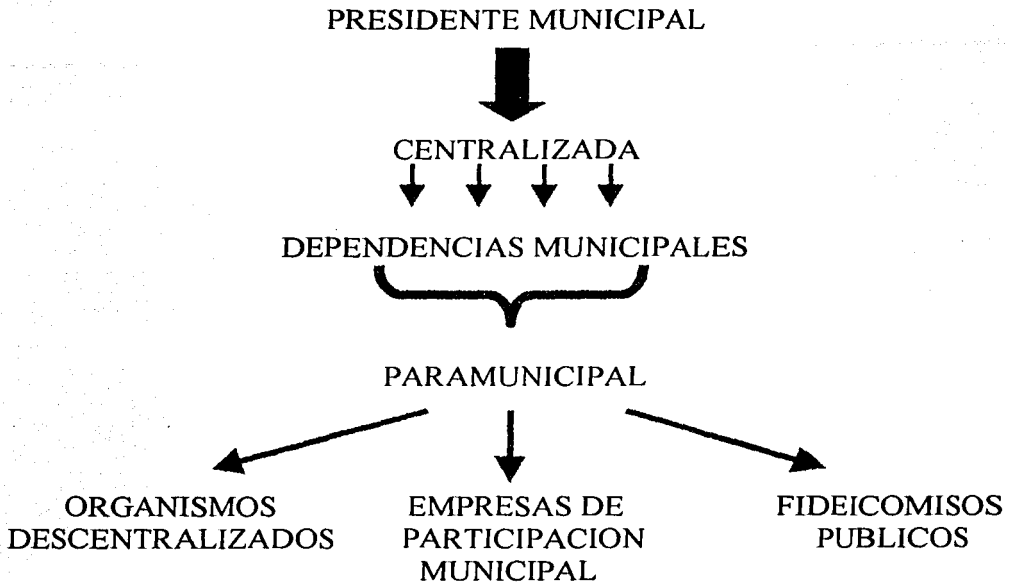 PRESIDENTE MUNICIPAL
CENTRALIZADA
DEPENDENCIAS MUNICIPALES
PARAMUNICIPAL
ORGANISMOS
DESCENTRALIZADOS
EMPRESAS DE
PARTICIPACION
MUNICIPAL
FIDEICOMISOS
PUBLICOS